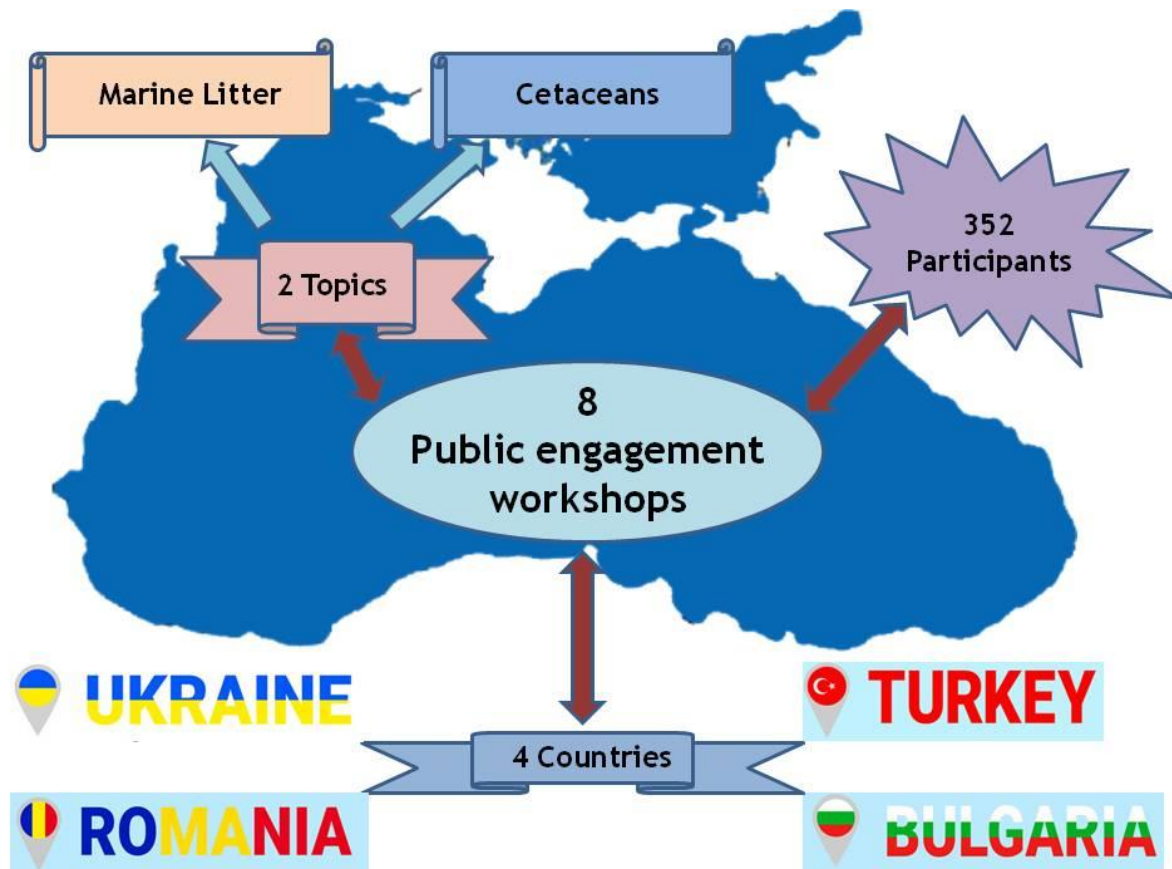 Marine Litter
Cetaceans
352
Participants
2 Topics
8
Public engagement
workshops
UKRAINE
TURKEY
4 Countries
ROMANIA
BULGARIA